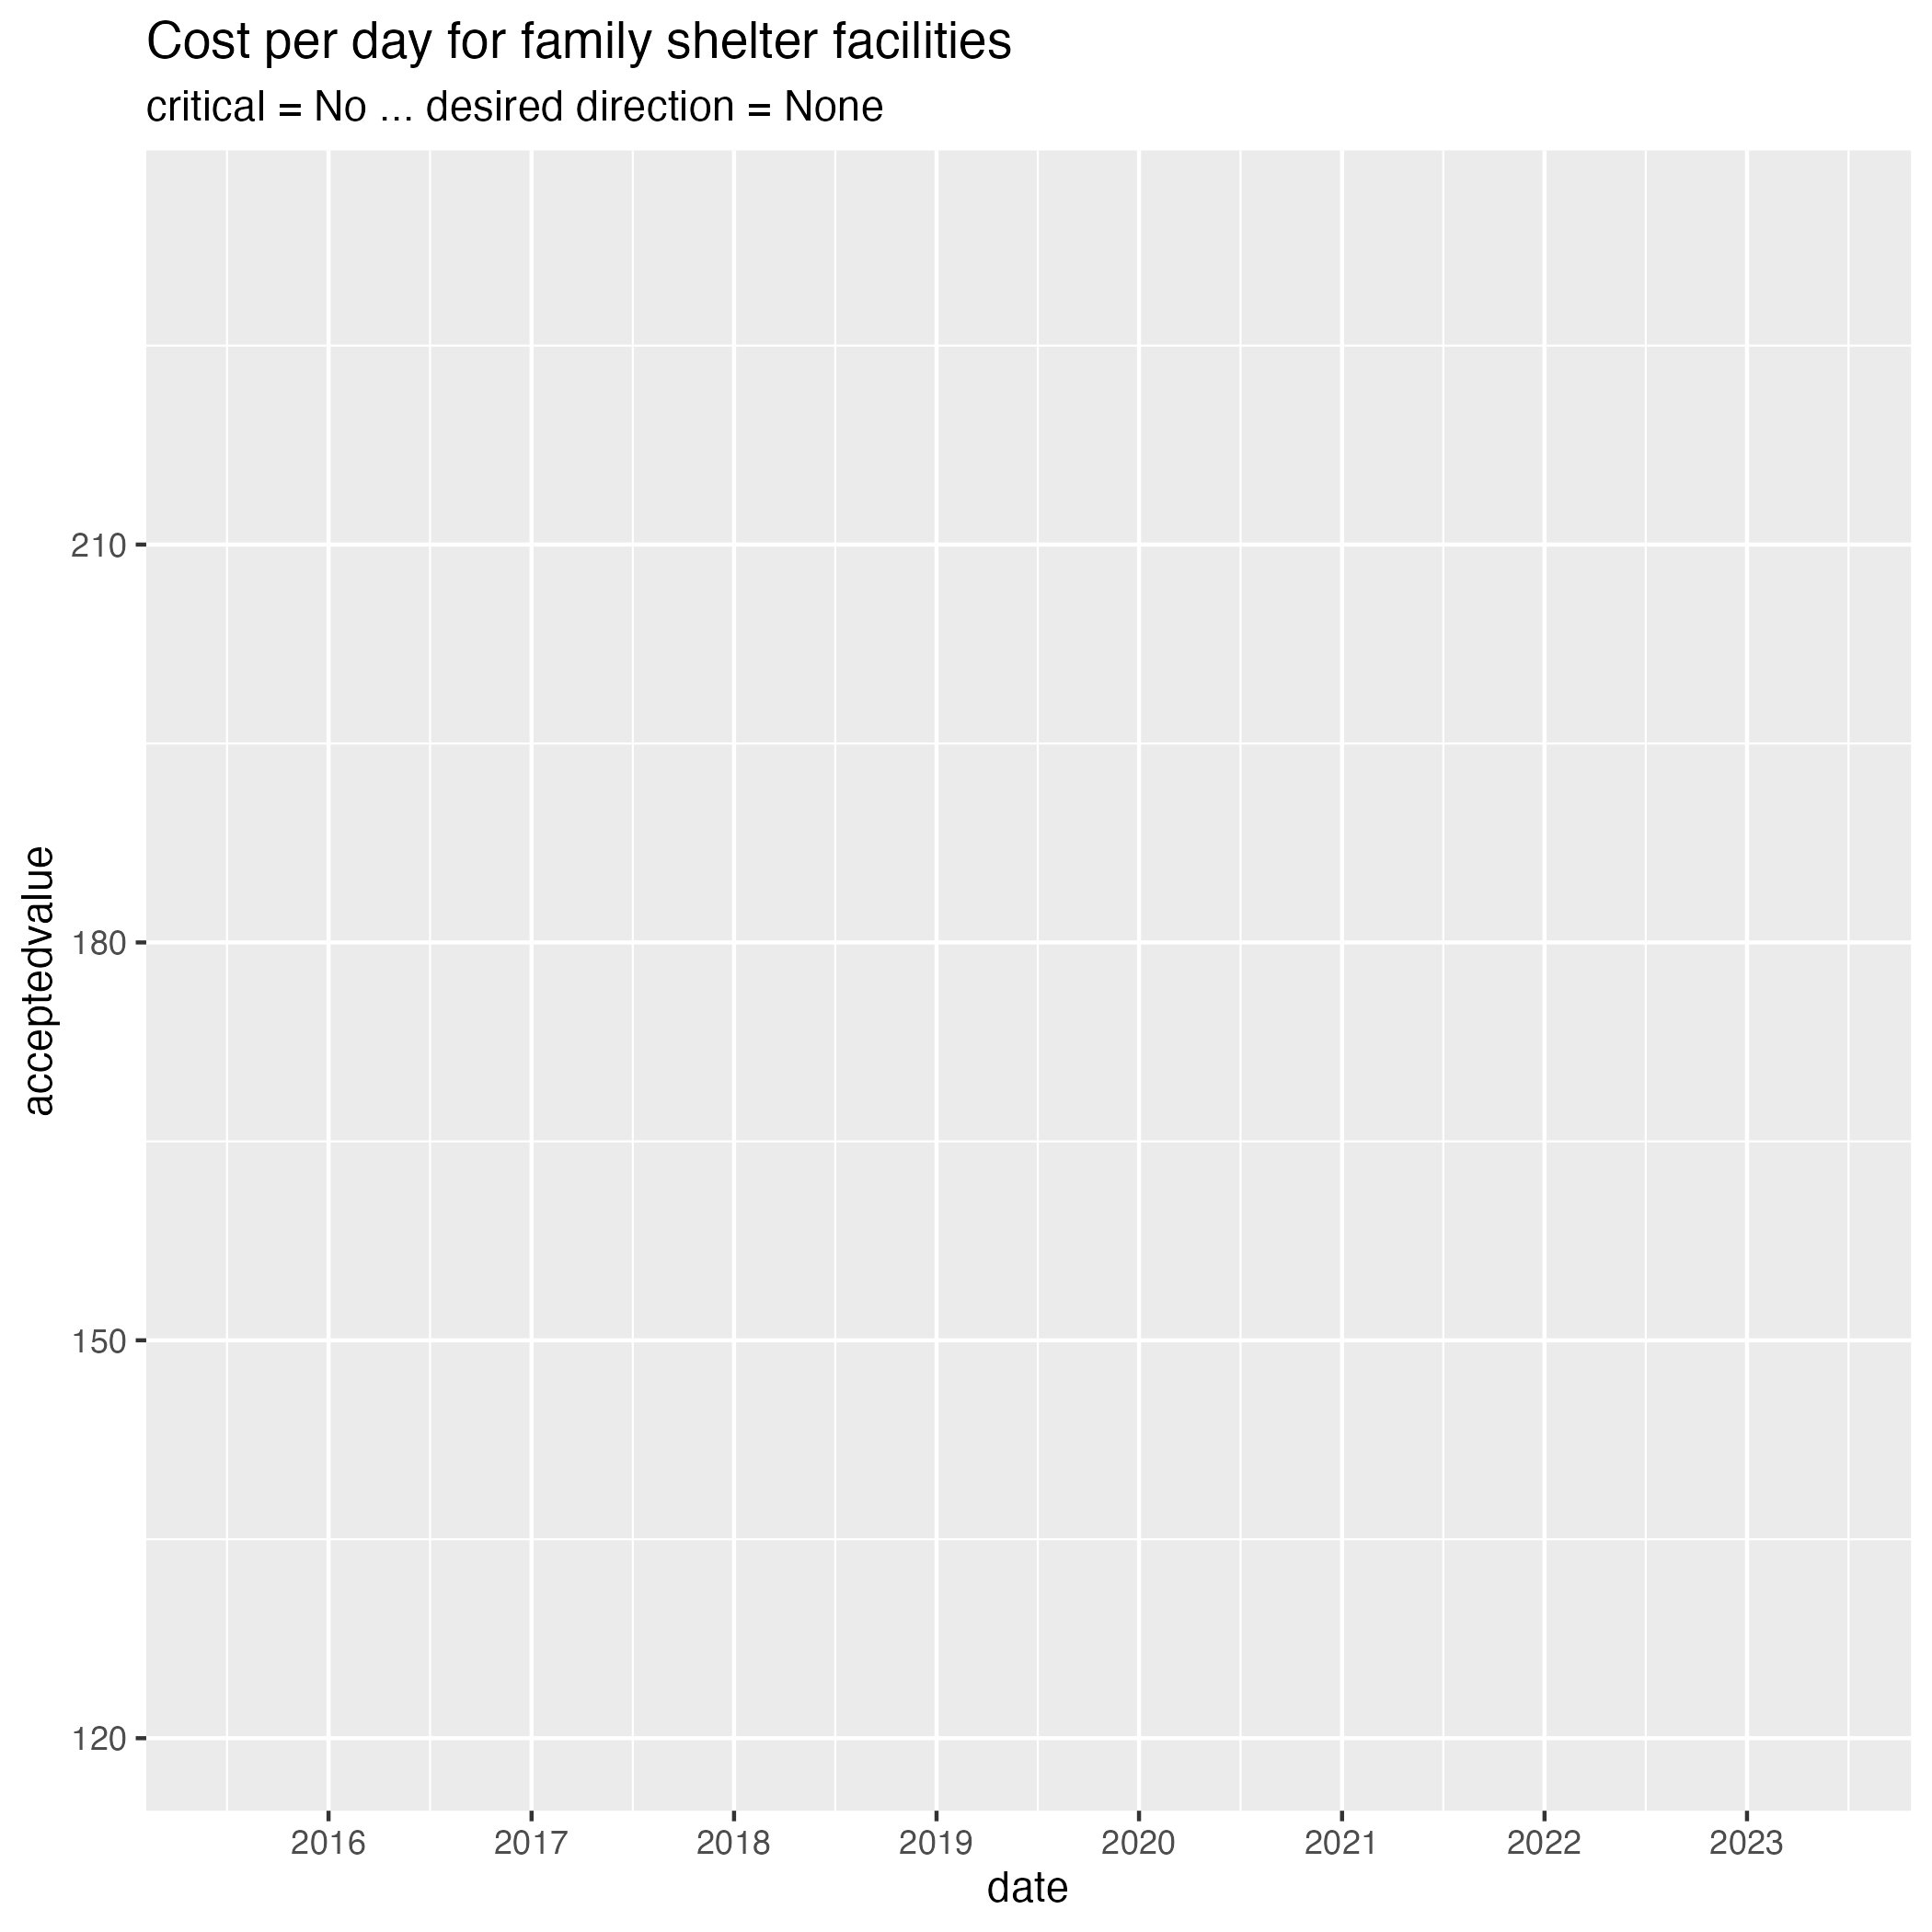 Cost per day for family shelter facilities
critical = No ... desired direction = None
acceptedvalue
210
180
150
120
2016 2017 2018 2019 2020 2021 2022 2023
date